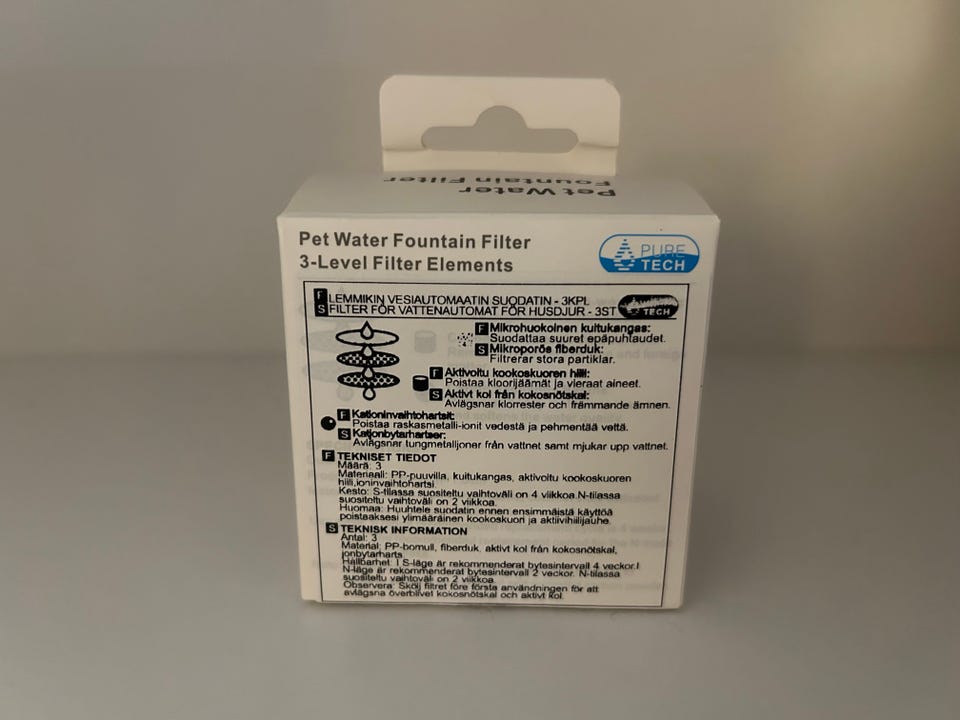 Pet Water
Fountain Filter
Pet Water Fountain Filter
3-Level Filter Elements
PURE
TECH
F LEMMIKIN VESIAUTOMAATIN SUODATIN - 3KPL
S FILTER FÖR VATTENAUTOMAT FÖR HUSDJUR - 3ST
TECH
F Mikrohuokoinen kuitukangas:
Suodattaa suuret epäpuhtaudet.
S Mikroporös fiberduk:
Filtrerar stora partiklar.
F Aktivoitu kookoskuoren hiili:
Poistaa kloorijäämät ja vieraat aineet.
S Aktivt kol från kokosnötskal:
Avlägsnar klorrester och främmande ämnen.
F Kationinvaihtohartsit:
Poistaa raskasmetalli-ionit vedestä ja pehmentää vettä.
S Katjonbytarhartser:
Avlägsnar tungmetalljoner från vattnet samt mjukar upp vattnet.
F TEKNISET TIEDOT
Määrä: 3
Materiaali: PP-puuvilla, kuitukangas, aktivoitu kookoskuoren
hiili,ioninvaihtohartsi.
Kesto: S-tilassa suositeltu vaihtoväli on 4 viikkoa.N-tilassa
suositeltu vaihtoväli on 2 viikkoa.
Huomaa: Huuhtele suodatin ennen ensimmäistä käyttöä
poistaaksesi ylimääräinen kookoskuori ja aktiivihiilijauhe.
S TEKNISK INFORMATION
Antal: 3
Material: PP-bomull, fiberduk, aktivt kol från kokosnötskal,
jonbytarharts
Hållbarhet: I S-läge är rekommenderat bytesintervall 4 veckor.I
N-läge är rekommenderat bytesintervall 2 veckor. N-tilassa
suositeltu vaihtoväli on 2 viikkoa.
Observera: Skölj filtret före första användningen för att
avlägsna överblivet kokosnötskal och aktivt kol.